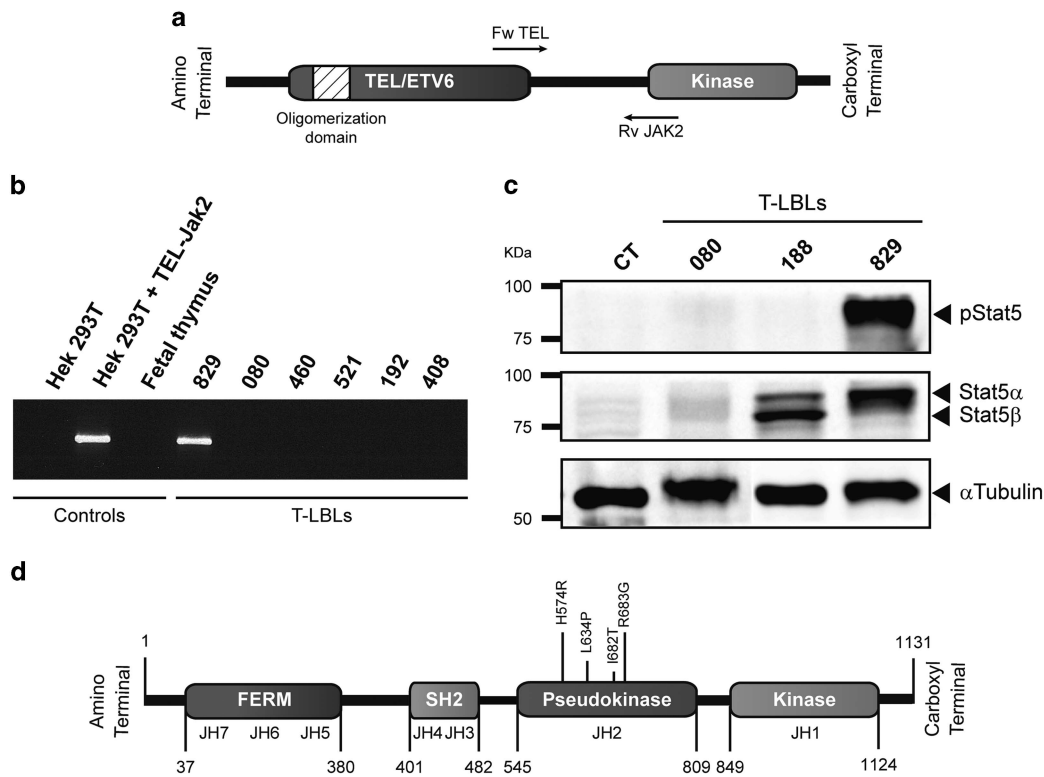 a
Fw TEL
Amino
Terminal
TEL/ETV6
Kinase
Carboxyl
Terminal
Oligomerization
domain
Rv JAK2
b
Hek 293T
Hek 293T + TEL-Jak2
Fetal thymus
829
080
460
521
192
408
Controls
T-LBLs
c
T-LBLs
KDa
CT
080
188
829
100
75
pStat5
100
75
Stat5α
Stat5β
50
αTubulin
d
H574R
L634P
I682T
R683G
1
1131
Amino
Terminal
FERM
SH2
Pseudokinase
Kinase
Carboxyl
Terminal
JH7
JH6
JH5
JH4
JH3
JH2
JH1
37
380
401
482
545
809
849
1124